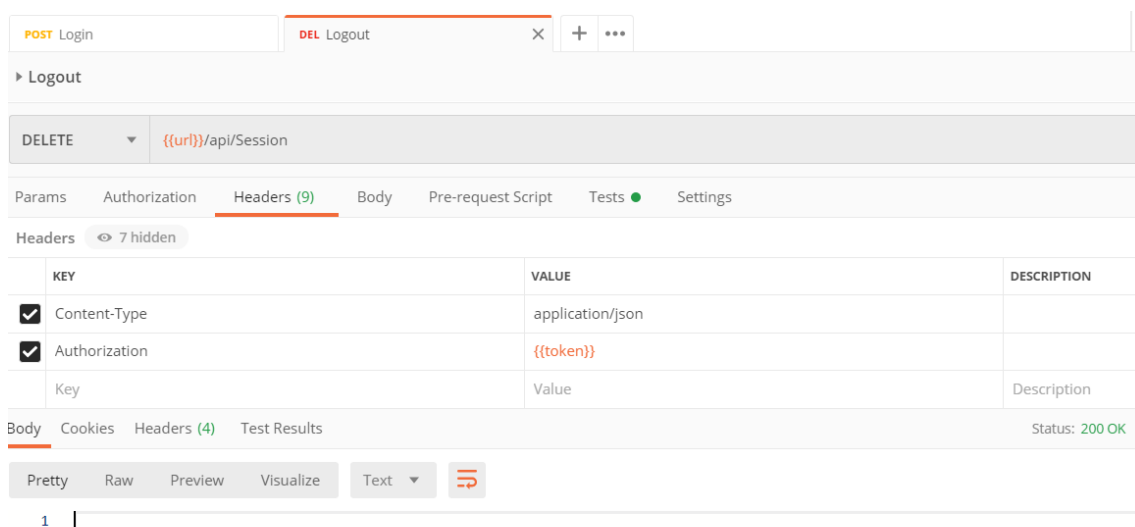 POST Login DEL Logout
Logout
DELETE {{url}}/api/Session
Params Authorization Headers (9) Body Pre-request Script Tests Settings
Headers 7 hidden
KEY VALUE DESCRIPTION
Content-Type application/json
Authorization {{token}}
Key Value Description
Body Cookies Headers (4) Test Results Status: 200 OK
Pretty Raw Preview Visualize Text
1